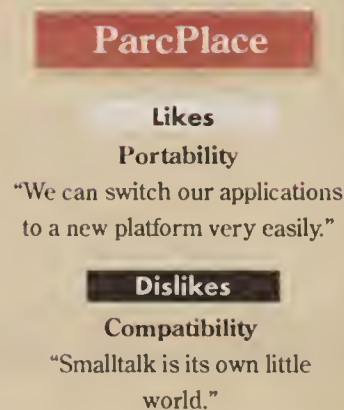 ParcPlace
Likes
Portability
“We can switch our applications
to a new platform very easily.”
Dislikes
Compatibility
“Smalltalk is its own little
world.”